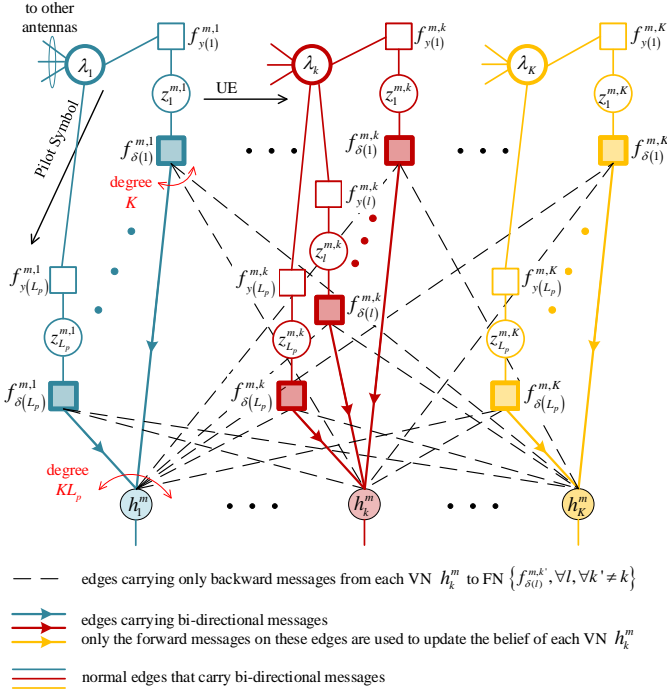 to other
antennas
λ_1
f_{y(1)}^{m,1}
z_1^{m,1}
f_{δ(1)}^{m,1}
UE
Pilot Symbol
degree
K
f_{y(L_p)}^{m,1}
z_{L_p}^{m,1}
f_{δ(L_p)}^{m,1}
degree
KL_p
h_1^m
λ_k
f_{y(1)}^{m,k}
z_1^{m,k}
f_{δ(1)}^{m,k}
f_{y(l)}^{m,k}
z_l^{m,k}
f_{δ(l)}^{m,k}
f_{y(L_p)}^{m,k}
z_{L_p}^{m,k}
f_{δ(L_p)}^{m,k}
h_k^m
λ_K
f_{y(1)}^{m,K}
z_1^{m,K}
f_{δ(1)}^{m,K}
f_{y(L_p)}^{m,K}
z_{L_p}^{m,K}
f_{δ(L_p)}^{m,K}
h_K^m
edges carrying only backward messages from each VN h_k^m to FN {f_{δ(l)}^{m,k'}, ∀l, ∀k' ≠ k}
edges carrying bi-directional messages
only the forward messages on these edges are used to update the belief of each VN h_k^m
normal edges that carry bi-directional messages